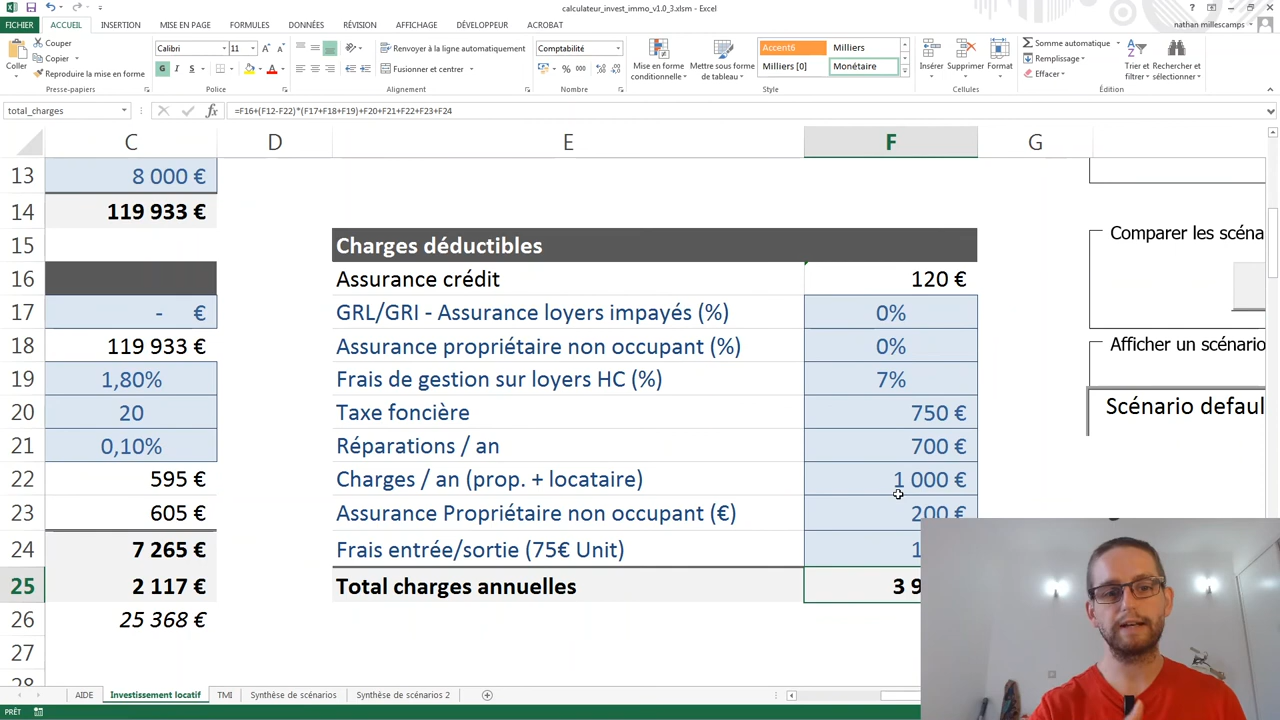 calculateur_invest_immo_v1.0_3.xlsm - Excel
FICHIER ACCUEIL INSERTION MISE EN PAGE FORMULES DONNÉES RÉVISION AFFICHAGE DÉVELOPPEUR ACROBAT
nathan millescamps
Coller
Couper
Copier
Reproduire la mise en forme
Presse-papiers
Calibri 11
G I S
Police
Renvoyer à la ligne automatiquement
Fusionner et centrer
Alignement
Comptabilité
% 000
Nombre
Mise en forme conditionnelle
Mettre sous forme de tableau
Accent6 Milliers
Milliers [0] Monétaire
Style
Insérer Supprimer Format
Cellules
Somme automatique
Remplissage
Effacer
Trier et filtrer
Rechercher et sélectionner
Édition
total_charges fx =F16+(F12-F22)*(F17+F18+F19)+F20+F21+F22+F23+F24
C D E F G
13 8 000 €
14 119 933 €
15 Charges déductibles
16 Assurance crédit 120 €
17 - € GRL/GRI - Assurance loyers impayés (%) 0%
18 119 933 € Assurance propriétaire non occupant (%) 0%
19 1,80% Frais de gestion sur loyers HC (%) 7%
20 20 Taxe foncière 750 €
21 0,10% Réparations / an 700 €
22 595 € Charges / an (prop. + locataire) 1 000 €
23 605 € Assurance Propriétaire non occupant (€) 200 €
24 7 265 € Frais entrée/sortie (75€ Unit) 1
25 2 117 € Total charges annuelles 3 9
26 25 368 €
27
28
Comparer les scéna
Afficher un scénario
Scénario defaul
AIDE Investissement locatif TMI Synthèse de scénarios Synthèse de scénarios 2
PRÊT